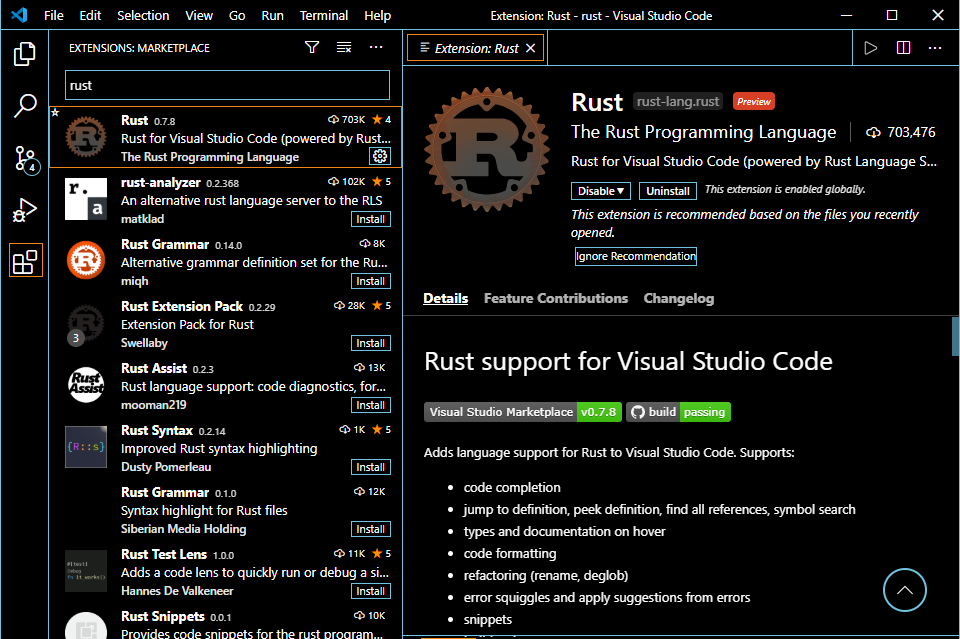 File Edit Selection View Go Run Terminal Help Extension: Rust - rust - Visual Studio Code
EXTENSIONS: MARKETPLACE
rust
4
Rust 0.7.8 703K 4
Rust for Visual Studio Code (powered by Rust...
The Rust Programming Language
r. a
rust-analyzer 0.2.368 102K 5
An alternative rust language server to the RLS
matklad Install
Rust Grammar 0.14.0 8K
Alternative grammar definition set for the Ru...
miqh Install
3
Rust Extension Pack 0.2.29 28K 5
Extension Pack for Rust
Swellaby Install
Rust Assist
Rust Assist 0.2.3 13K
Rust language support: code diagnostics, for...
mooman219 Install
{R::s}
Rust Syntax 0.2.14 1K 5
Improved Rust syntax highlighting
Dusty Pomerleau Install
Rust Grammar 0.1.0 12K
Syntax highlight for Rust files
Siberian Media Holding Install
#[test]
Debug
fn it_works()
Rust Test Lens 1.0.0 11K 5
Adds a code lens to quickly run or debug a si...
Hannes De Valkeneer Install
Rust Snippets 0.0.1 10K
Provides code snippets for the rust program...
Extension: Rust
R
Rust rust-lang.rust Preview
The Rust Programming Language 703,476
Rust for Visual Studio Code (powered by Rust Language S...
Disable Uninstall This extension is enabled globally.
This extension is recommended based on the files you recently
opened.
Ignore Recommendation
Details Feature Contributions Changelog
Rust support for Visual Studio Code
Visual Studio Marketplace v0.7.8 build passing
Adds language support for Rust to Visual Studio Code. Supports:
• code completion
• jump to definition, peek definition, find all references, symbol search
• types and documentation on hover
• code formatting
• refactoring (rename, deglob)
• error squiggles and apply suggestions from errors
• snippets